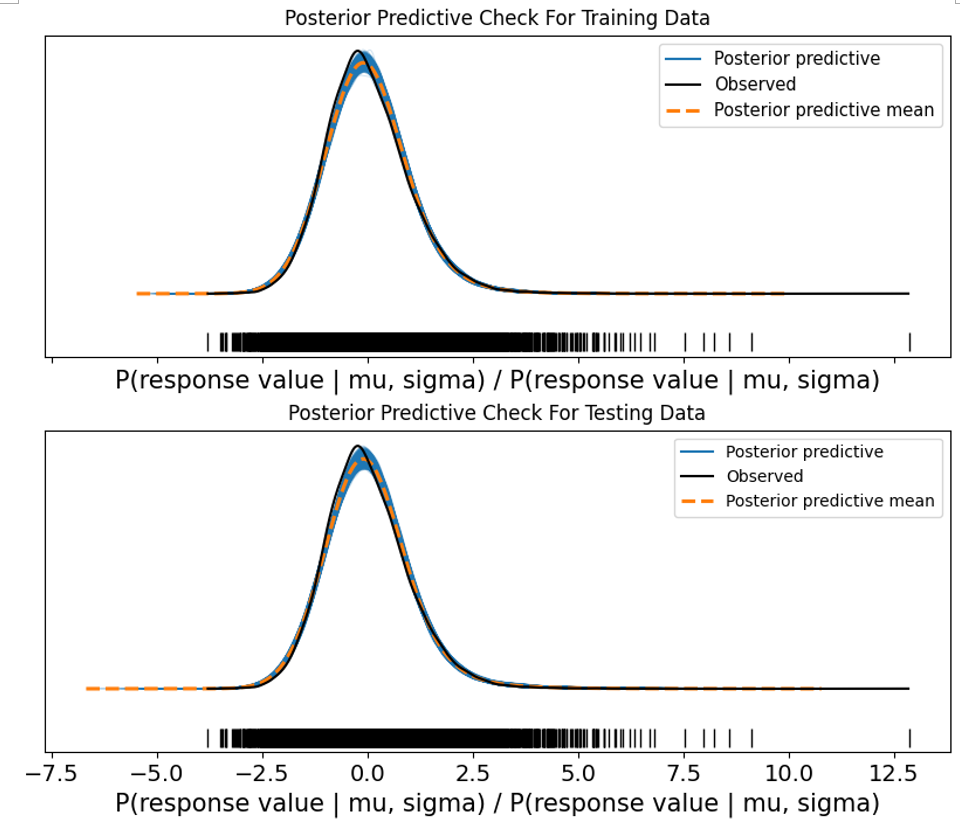 Posterior Predictive Check For Training Data
Posterior predictive
Observed
Posterior predictive mean
P(response value | mu, sigma) / P(response value | mu, sigma)
Posterior Predictive Check For Testing Data
Posterior predictive
Observed
Posterior predictive mean
−7.5 −5.0 −2.5 0.0 2.5 5.0 7.5 10.0 12.5
P(response value | mu, sigma) / P(response value | mu, sigma)